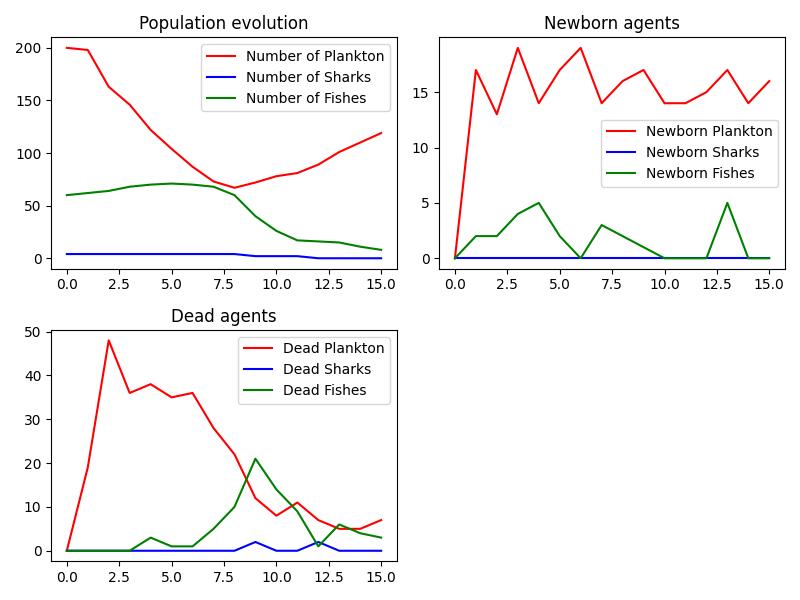 Population evolution
200
150
100
50
0
Number of Plankton
Number of Sharks
Number of Fishes
0.0 2.5 5.0 7.5 10.0 12.5 15.0
Newborn agents
15
10
5
0
Newborn Plankton
Newborn Sharks
Newborn Fishes
0.0 2.5 5.0 7.5 10.0 12.5 15.0
Dead agents
50
40
30
20
10
0
Dead Plankton
Dead Sharks
Dead Fishes
0.0 2.5 5.0 7.5 10.0 12.5 15.0